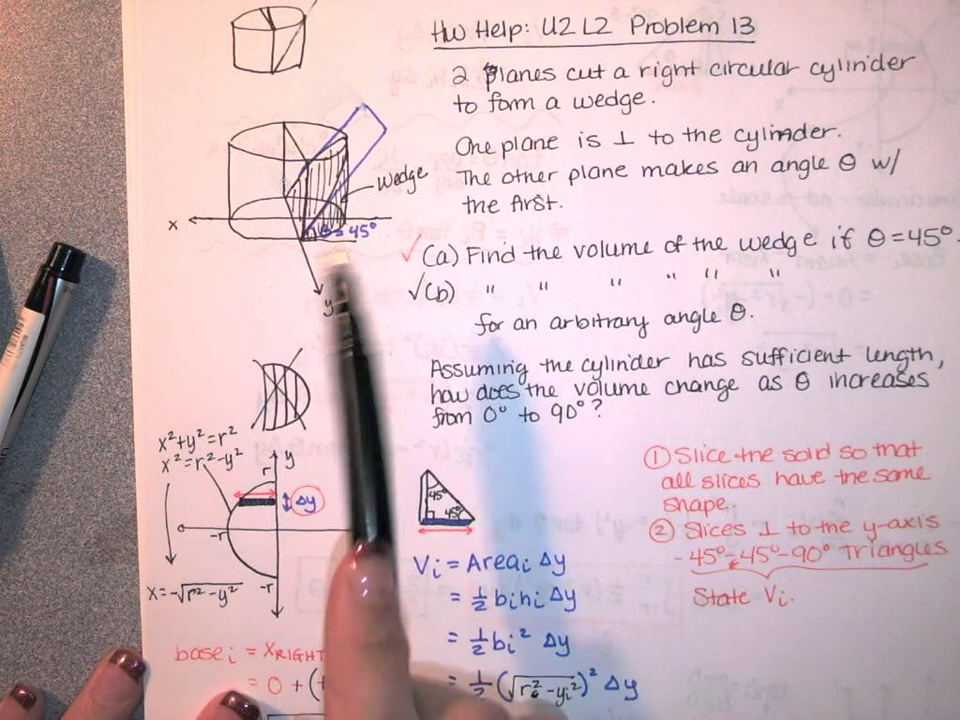 HW Help: U2 L2 Problem 13
2 Planes cut a right circular cylinder
to form a wedge.
One plane is ⊥ to the cylinder.
The other plane makes an angle θ w/
the first.
wedge
x
θ = 45°
y
✓(a) Find the volume of the wedge if θ = 45°.
✓(b) " " " " " "
for an arbitrary angle θ.
Assuming the cylinder has sufficient length,
how does the volume change as θ increases
from 0° to 90°?
x²+y²=r²
x²=r²-y²
r
y
Δy
-r
-r
x=-√r²-y²
45°
45°
① Slice the solid so that
all slices have the same
shape.
② Slices ⊥ to the y-axis
- 45°-45°-90° Triangles
State Vi.
Vi = Areai Δy
= ½ bihi Δy
= ½ bi² Δy
= ½ (√r²-yi²)² Δy
basei = xRIGHT
= 0 + (